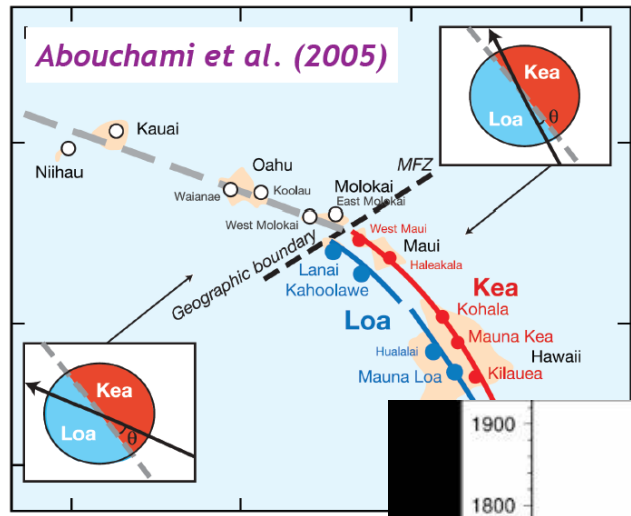 Abouchami et al. (2005)
Kea
Loa
θ
Kauai
Niihau
Oahu
Waianae
Koolau
Molokai
East Molokai
West Molokai
MFZ
Geographic boundary
West Maui
Maui
Haleakala
Lanai
Kahoolawe
Kea
Loa
Kohala
Mauna Kea
Hualalai
Hawaii
Mauna Loa
Kilauea
Kea
Loa
θ
1900
1800